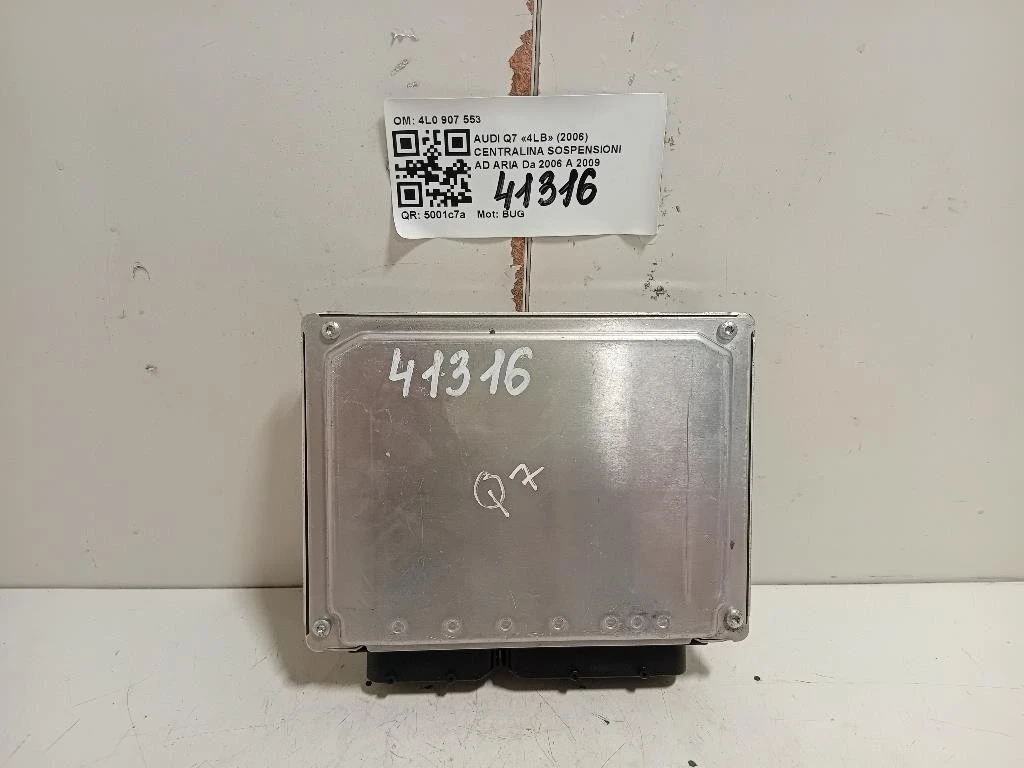 OM: 4L0 907 553
AUDI Q7 «4LB» (2006)
CENTRALINA SOSPENSIONI
AD ARIA Da 2006 A 2009
41316
QR: 5001c7a Mot: BUG
41316
Q7